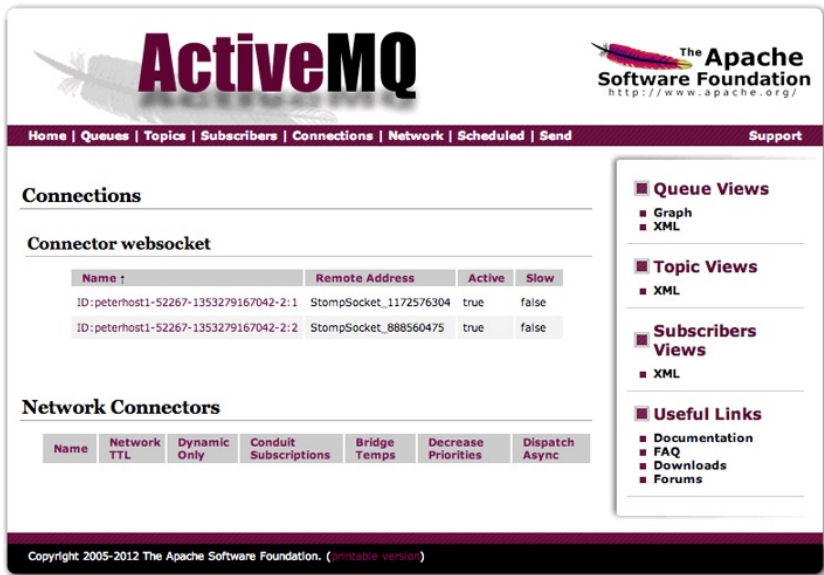 ActiveMQ
The Apache
Software Foundation
http://www.apache.org/
Home | Queues | Topics | Subscribers | Connections | Network | Scheduled | Send
Support
Connections
Connector websocket
Name ↑ Remote Address Active Slow
ID:peterhost1-52267-1353279167042-2:1 StompSocket_1172576304 true false
ID:peterhost1-52267-1353279167042-2:2 StompSocket_888560475 true false
Network Connectors
Name Network TTL Dynamic Only Conduit Subscriptions Bridge Temps Decrease Priorities Dispatch Async
Queue Views
Graph
XML
Topic Views
XML
Subscribers
Views
XML
Useful Links
Documentation
FAQ
Downloads
Forums
Copyright 2005-2012 The Apache Software Foundation. (printable version)